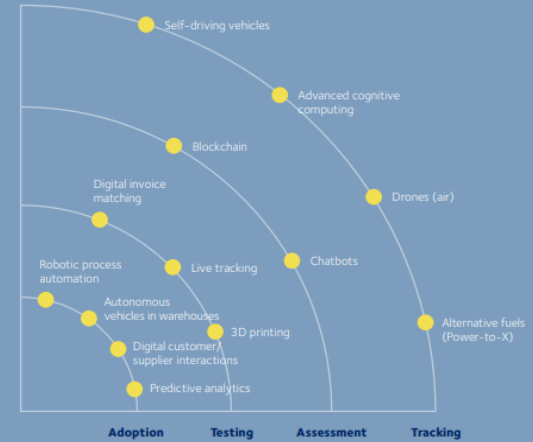 Self-driving vehicles
Advanced cognitive
computing
Blockchain
Digital invoice
matching
Drones (air)
Live tracking
Chatbots
Robotic process
automation
Autonomous
vehicles in warehouses
3D printing
Alternative fuels
(Power-to-X)
Digital customer/
supplier interactions
Predictive analytics
Adoption
Testing
Assessment
Tracking